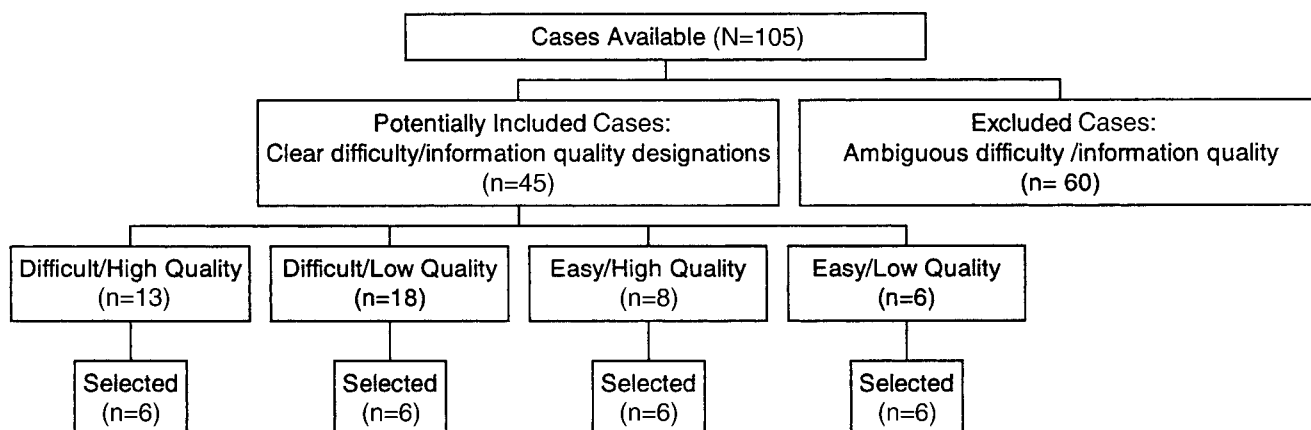 Cases Available (N=105)
Potentially Included Cases:
Clear difficulty/information quality designations
(n=45)
Excluded Cases:
Ambiguous difficulty /information quality
(n= 60)
Difficult/High Quality
(n=13)
Difficult/Low Quality
(n=18)
Easy/High Quality
(n=8)
Easy/Low Quality
(n=6)
Selected
(n=6)
Selected
(n=6)
Selected
(n=6)
Selected
(n=6)